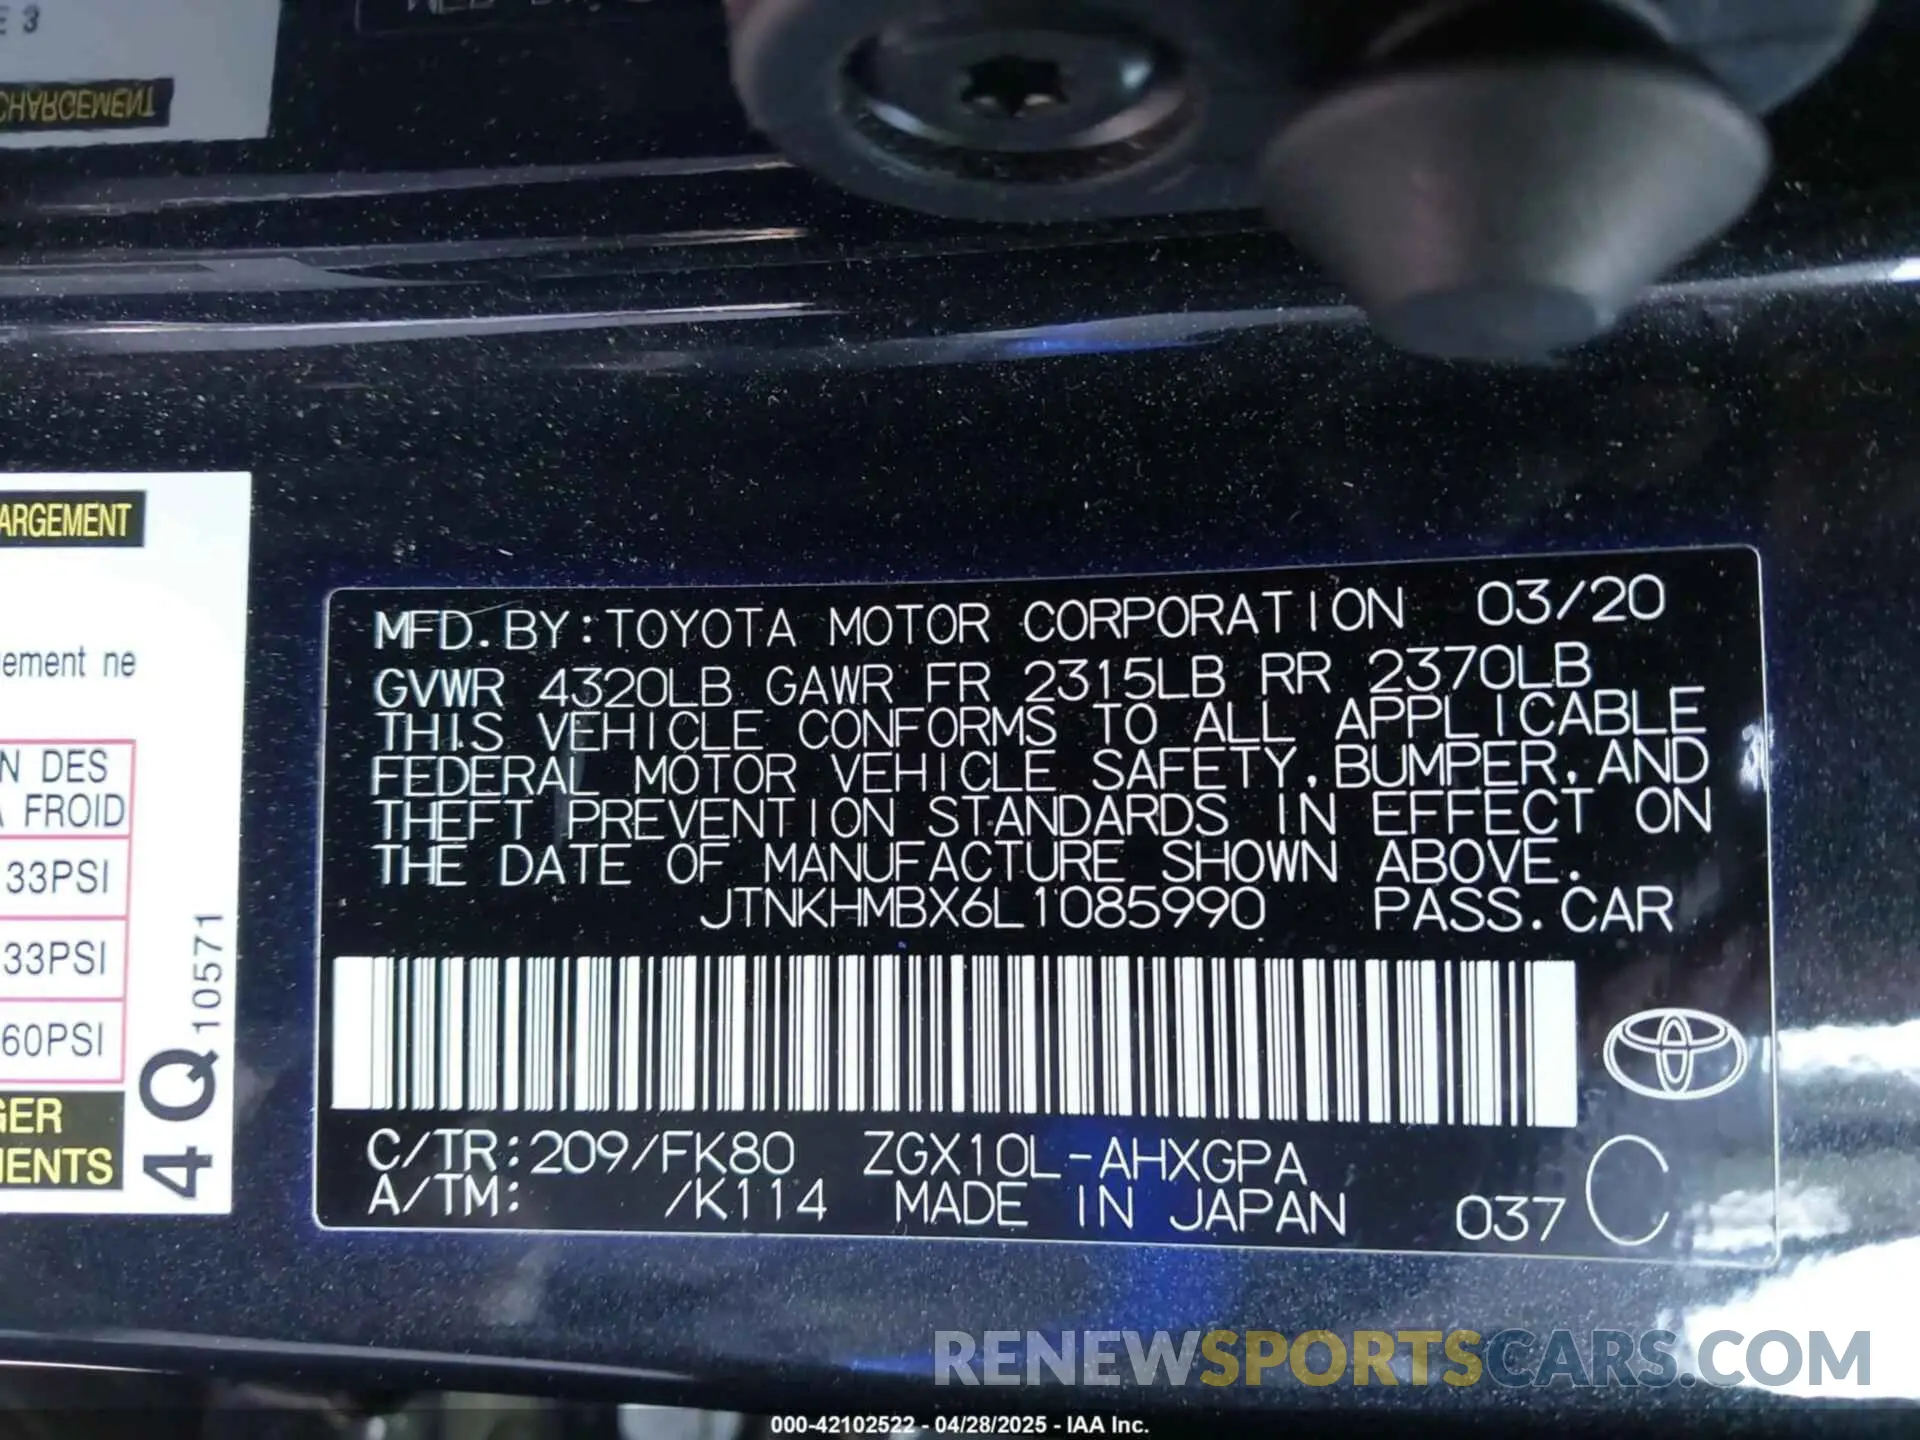 E 3
CHARGEMENT
ARGEMENT
ement ne
N DES
A FROID
33PSI
33PSI
60PSI
GER
MENTS
4Q 10571
MFD. BY: TOYOTA MOTOR CORPORATION 03/20
GVWR 4320LB GAWR FR 2315LB RR 2370LB
THIS VEHICLE CONFORMS TO ALL APPLICABLE
FEDERAL MOTOR VEHICLE SAFETY, BUMPER, AND
THEFT PREVENTION STANDARDS IN EFFECT ON
THE DATE OF MANUFACTURE SHOWN ABOVE.
JTNKHMBX6L1085990 PASS. CAR
C/TR: 209/FK80 ZGX10L-AHXGPA
A/TM: /K114 MADE IN JAPAN 037 C
RENEWSPORTSCARS.COM
000-42102522 - 04/28/2025 - IAA Inc.